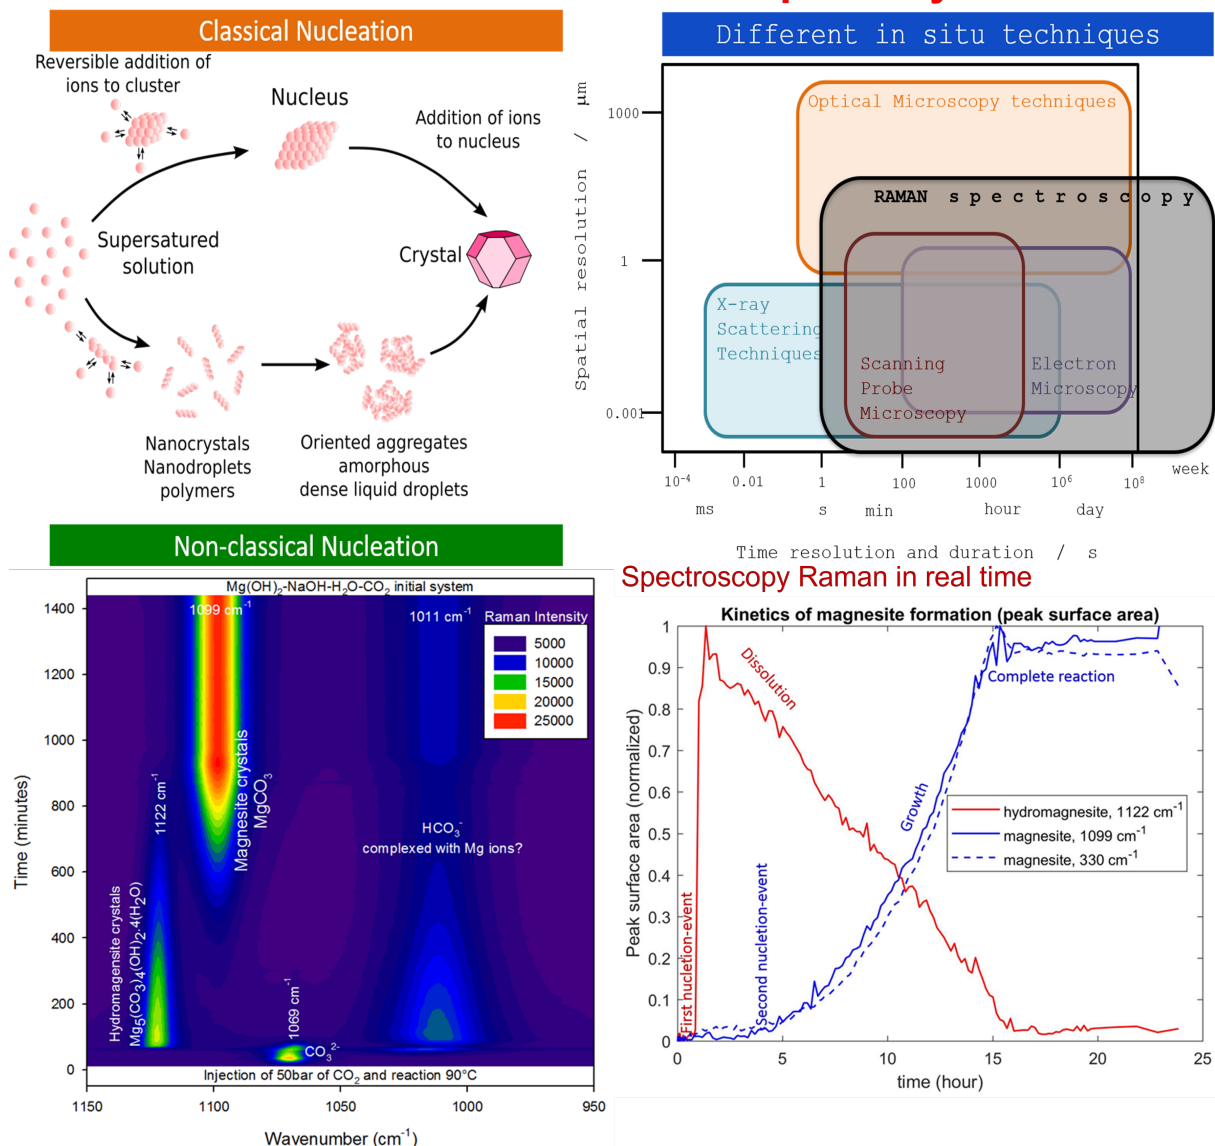 Classical Nucleation
Reversible addition of
ions to cluster
Nucleus
Addition of ions
to nucleus
Supersatured
solution
Crystal
Nanocrystals
Nanodroplets
polymers
Oriented aggregates
amorphous
dense liquid droplets
Non-classical Nucleation
Different in situ techniques
Spatial resolution / µm
1000
1
0.001
Optical Microscopy techniques
RAMAN spectroscopy
X-ray
Scattering
Techniques
Scanning
Probe
Microscopy
Electron
Microscopy
10⁻⁴
0.01
1
100
1000
10⁶
10⁸
week
ms
s
min
hour
day
Time resolution and duration / s
Mg(OH)₂-NaOH-H₂O-CO₂ initial system
1099 cm⁻¹
1011 cm⁻¹
Raman Intensity
5000
10000
15000
20000
25000
1122 cm⁻¹
Magnesite crystals
MgCO₃
HCO₃⁻
complexed with Mg ions?
Hydromagensite crystals
Mg₅(CO₃)₄(OH)₂.4(H₂O)
1069 cm⁻¹
CO₃²⁻
Injection of 50bar of CO₂ and reaction 90°C
Time (minutes)
1400
1200
1000
800
600
400
200
0
1150
1100
1050
1000
950
Wavenumber (cm⁻¹)
Spectroscopy Raman in real time
Kinetics of magnesite formation (peak surface area)
Peak surface area (normalized)
1
0.9
0.8
0.7
0.6
0.5
0.4
0.3
0.2
0.1
0
Dissolution
Complete reaction
Growth
hydromagnesite, 1122 cm⁻¹
magnesite, 1099 cm⁻¹
magnesite, 330 cm⁻¹
First nucletion-event
Second nucletion-event
0
5
10
15
20
25
time (hour)